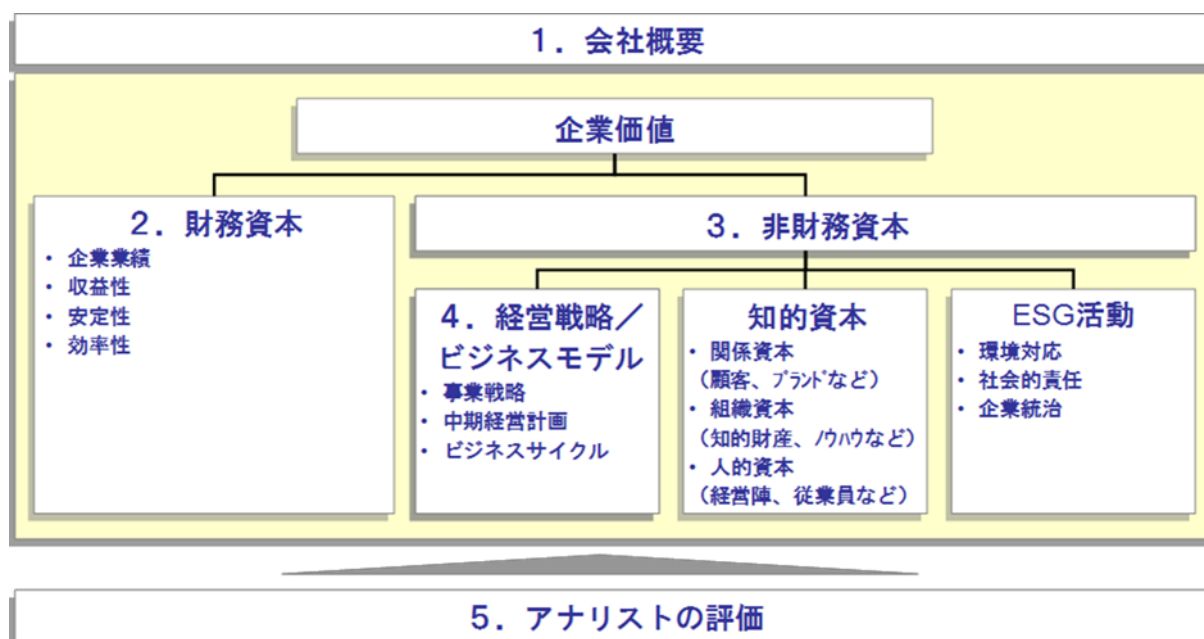 1．会社概要
企業価値
2．財務資本
・ 企業業績
・ 収益性
・ 安定性
・ 効率性
3．非財務資本
4．経営戦略／
ビジネスモデル
・ 事業戦略
・ 中期経営計画
・ ビジネスサイクル
知的資本
・ 関係資本
（顧客、ﾌﾞﾗﾝﾄﾞなど）
・ 組織資本
（知的財産、ﾉｳﾊｳなど）
・ 人的資本
（経営陣、従業員など）
ESG活動
・ 環境対応
・ 社会的責任
・ 企業統治
5．アナリストの評価